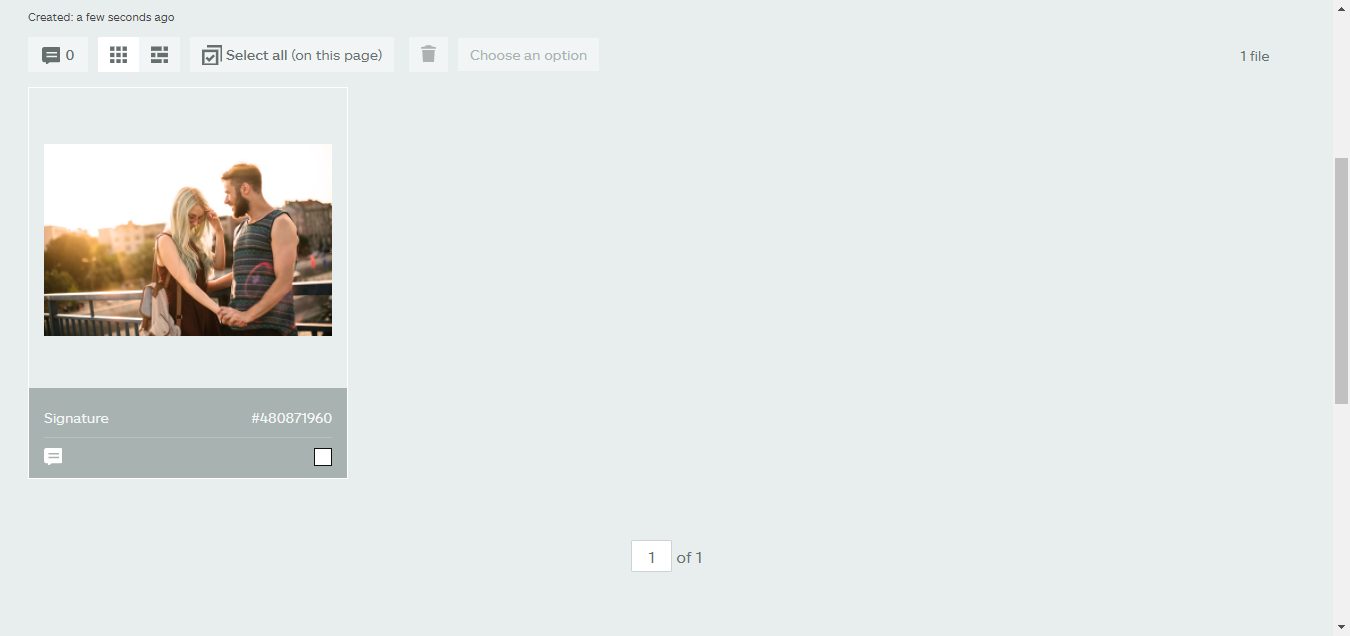 Created: a few seconds ago
0
Select all (on this page)
Choose an option
1 file
Signature
#480871960
1 of 1